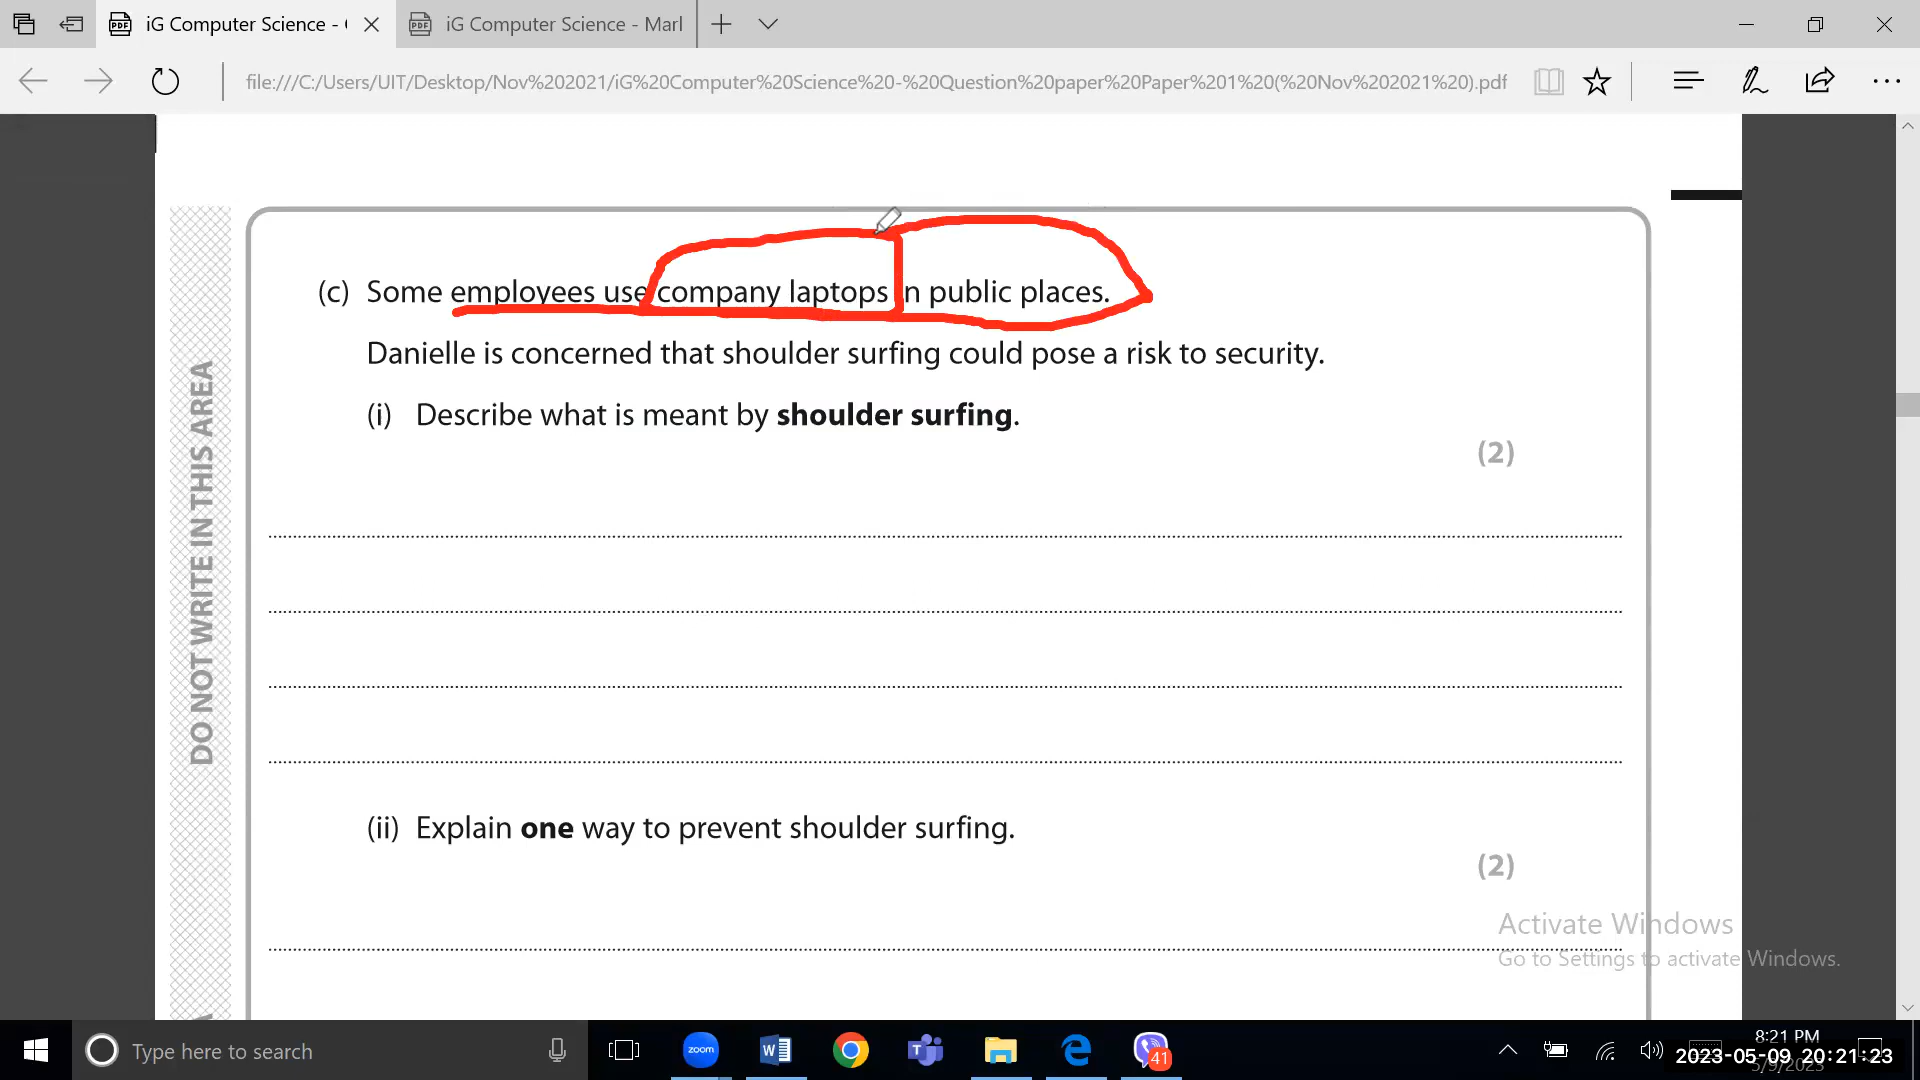 iG Computer Science - (
iG Computer Science - Marl
file:///C:/Users/UIT/Desktop/Nov%202021/iG%20Computer%20Science%20-%20Question%20paper%20Paper%201%20(%20Nov%202021%20).pdf
DO NOT WRITE IN THIS AREA
(c) Some employees use company laptops in public places.
Danielle is concerned that shoulder surfing could pose a risk to security.
(i) Describe what is meant by shoulder surfing.
(2)
(ii) Explain one way to prevent shoulder surfing.
(2)
Activate Windows
Go to Settings to activate Windows.
Type here to search
zoom
41
8:21 PM
5/9/2023
2023-05-09 20:21:23